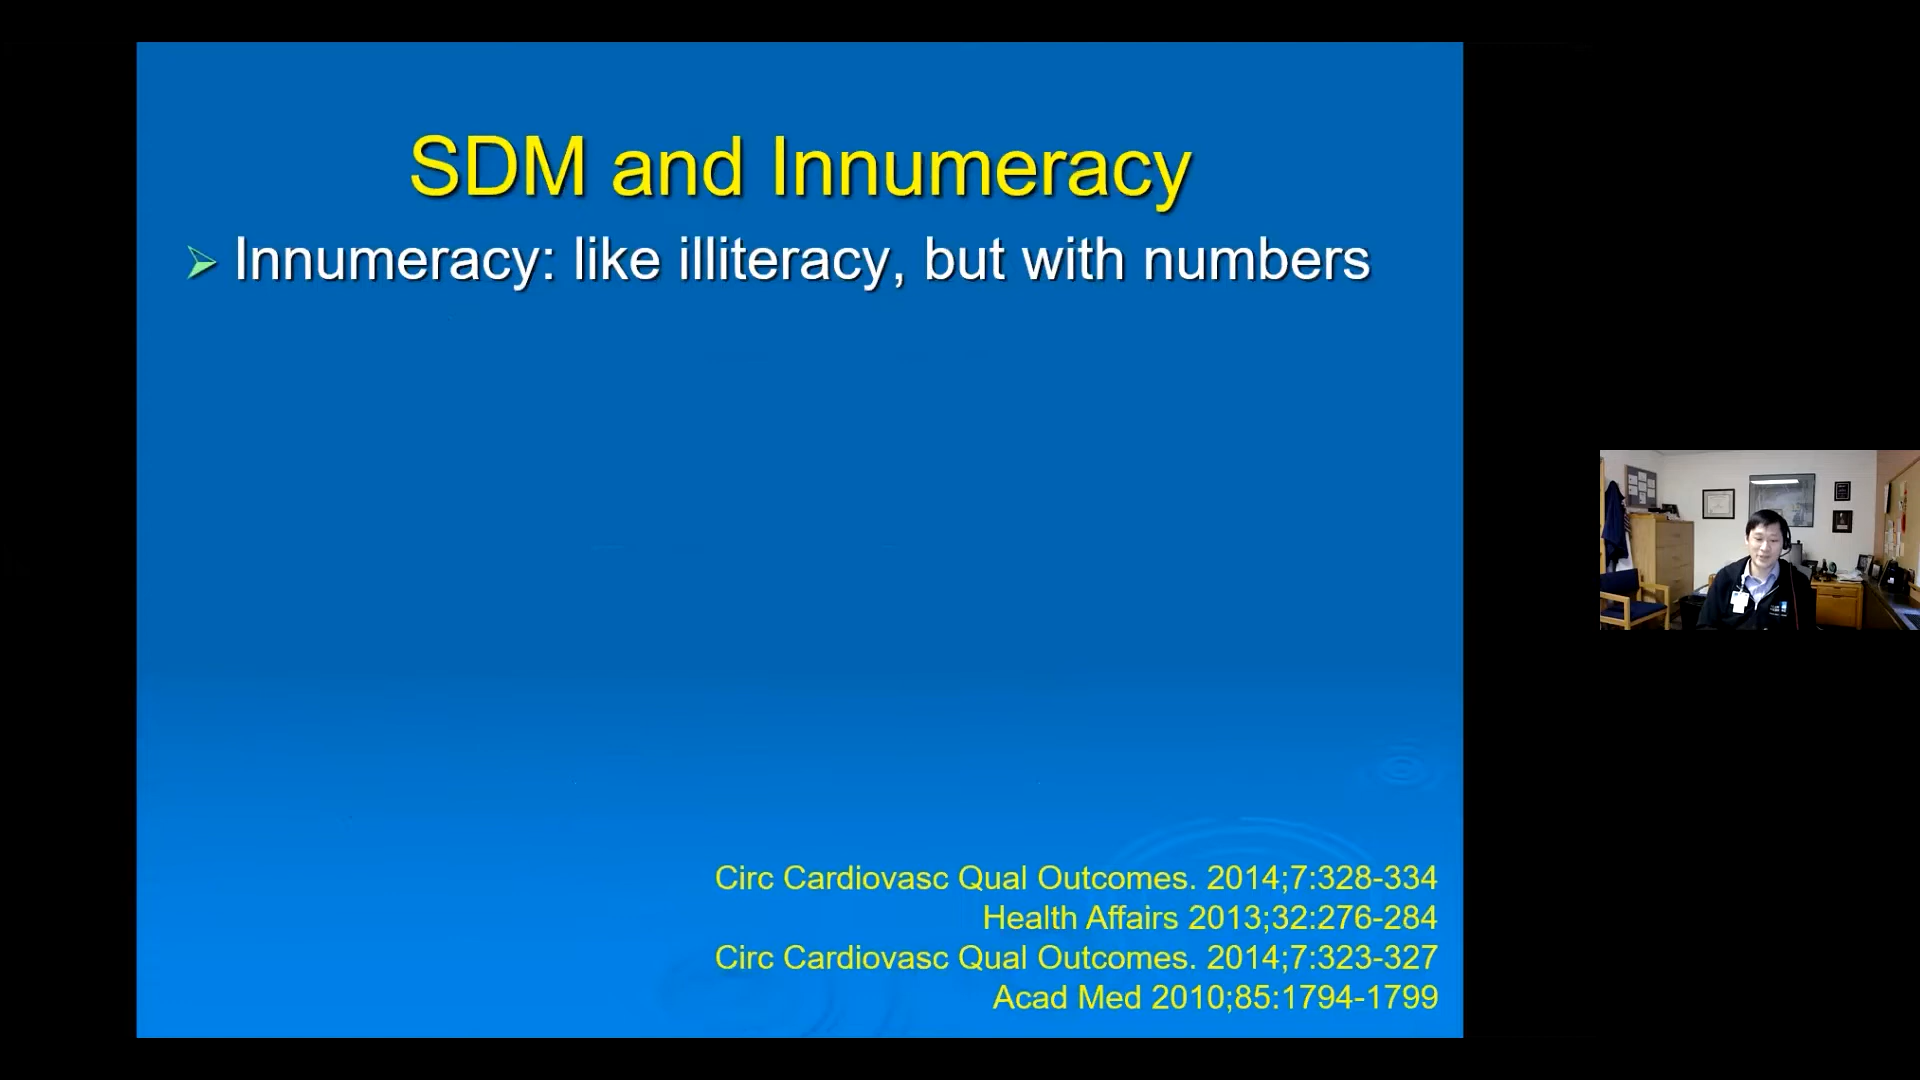 SDM and Innumeracy
Innumeracy: like illiteracy, but with numbers
Circ Cardiovasc Qual Outcomes. 2014;7:328-334
Health Affairs 2013;32:276-284
Circ Cardiovasc Qual Outcomes. 2014;7:323-327
Acad Med 2010;85:1794-1799